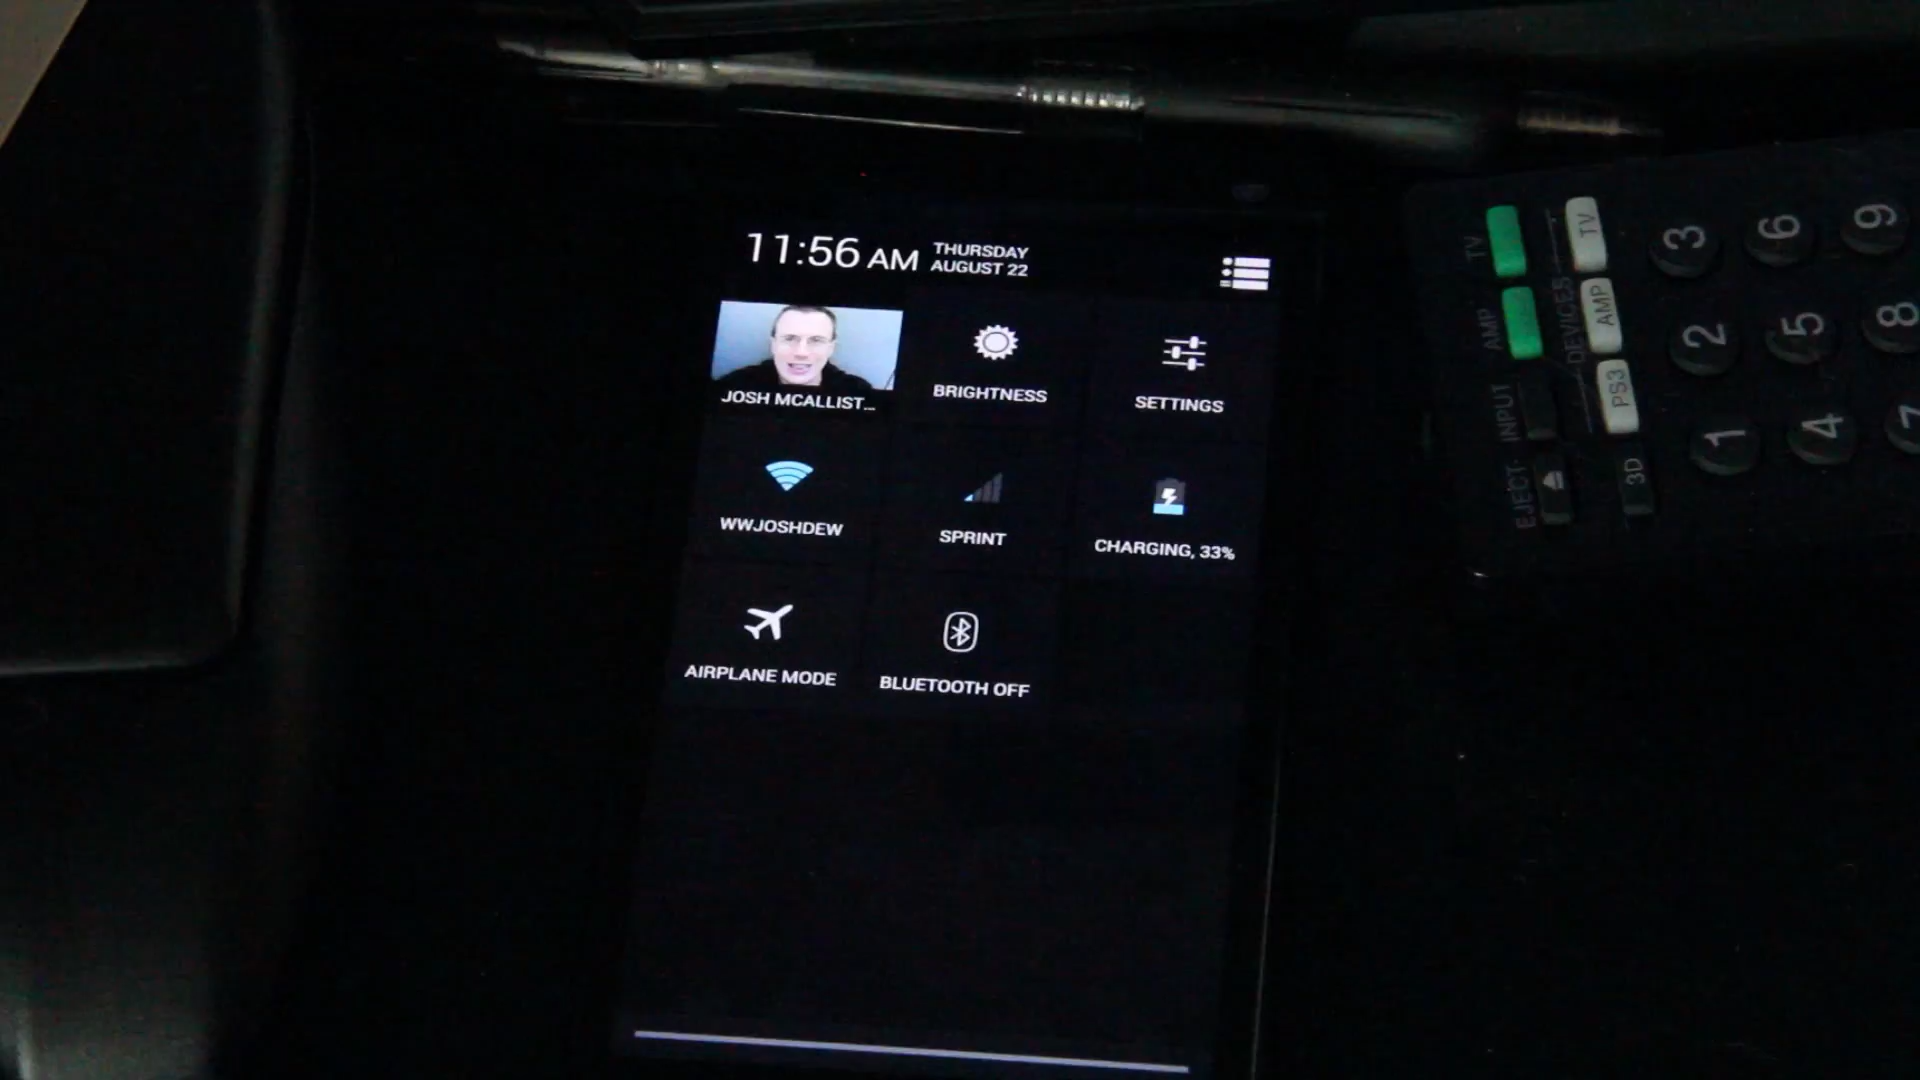 11:56 AM
THURSDAY
AUGUST 22
JOSH MCALLIST...
BRIGHTNESS
SETTINGS
WWJOSHDEW
SPRINT
CHARGING, 33%
AIRPLANE MODE
BLUETOOTH OFF
TV
AMP
INPUT
EJECT
DEVICES
TV
AMP
PS3
3D
3
6
9
2
5
8
1
4
7